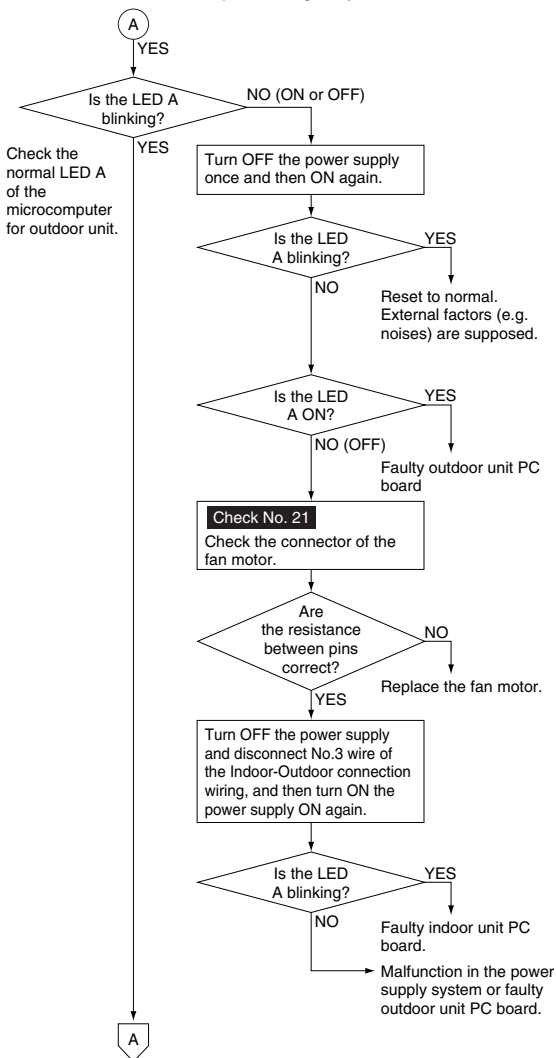 A
YES
Is the LED A
blinking?
NO (ON or OFF)
YES
Check the
normal LED A
of the
microcomputer
for outdoor unit.
Turn OFF the power supply
once and then ON again.
Is the LED
A blinking?
YES
NO
Reset to normal.
External factors (e.g.
noises) are supposed.
Is the LED
A ON?
YES
NO (OFF)
Faulty outdoor unit PC
board
Check No. 21
Check the connector of the
fan motor.
Are
the resistance
between pins
correct?
NO
YES
Replace the fan motor.
Turn OFF the power supply
and disconnect No.3 wire of
the Indoor-Outdoor connection
wiring, and then turn ON the
power supply ON again.
Is the LED
A blinking?
YES
NO
Faulty indoor unit PC
board.
Malfunction in the power
supply system or faulty
outdoor unit PC board.
A